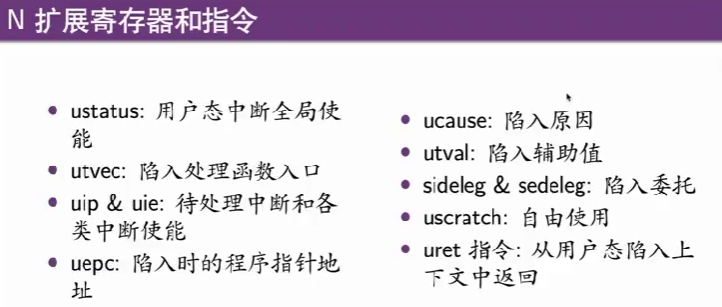 N 扩展寄存器和指令
ustatus: 用户态中断全局使
能
utvec: 陷入处理函数入口
uip & uie: 待处理中断和各
类中断使能
uepc: 陷入时的程序指针地
址
ucause: 陷入原因
utval: 陷入辅助值
sideleg & sedeleg: 陷入委托
uscratch: 自由使用
uret 指令: 从用户态陷入上
下文中返回